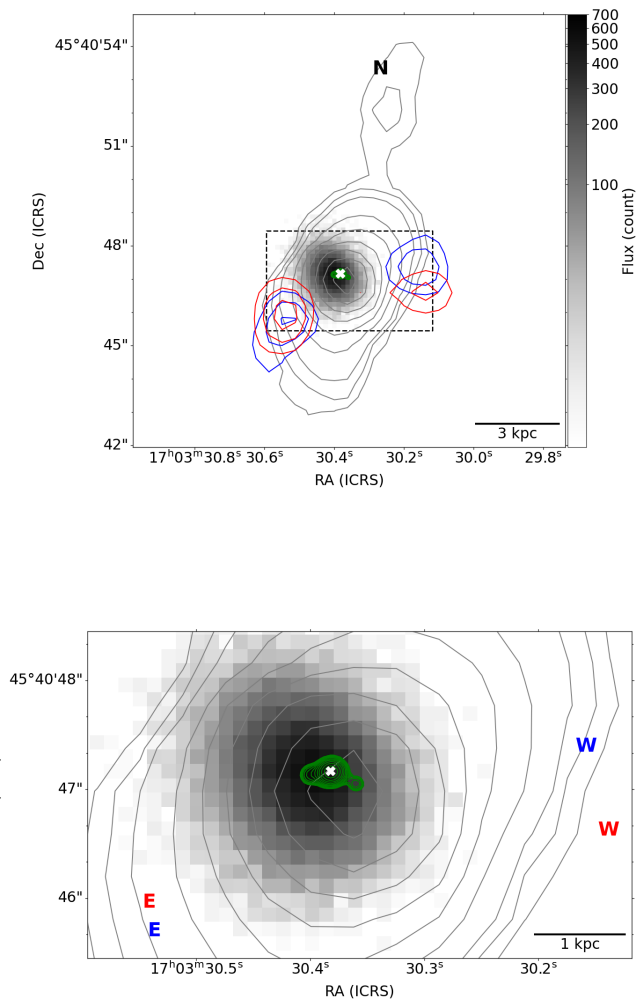 700
600
500
400
300
200
100
Flux (count)
45°40'54"
51"
48"
45"
42"
Dec (ICRS)
N
3 kpc
17ʰ03ᵐ30.8ˢ 30.6ˢ 30.4ˢ 30.2ˢ 30.0ˢ 29.8ˢ
RA (ICRS)
45°40'48"
47"
46"
W
W
E
E
1 kpc
17ʰ03ᵐ30.5ˢ 30.4ˢ 30.3ˢ 30.2ˢ
RA (ICRS)